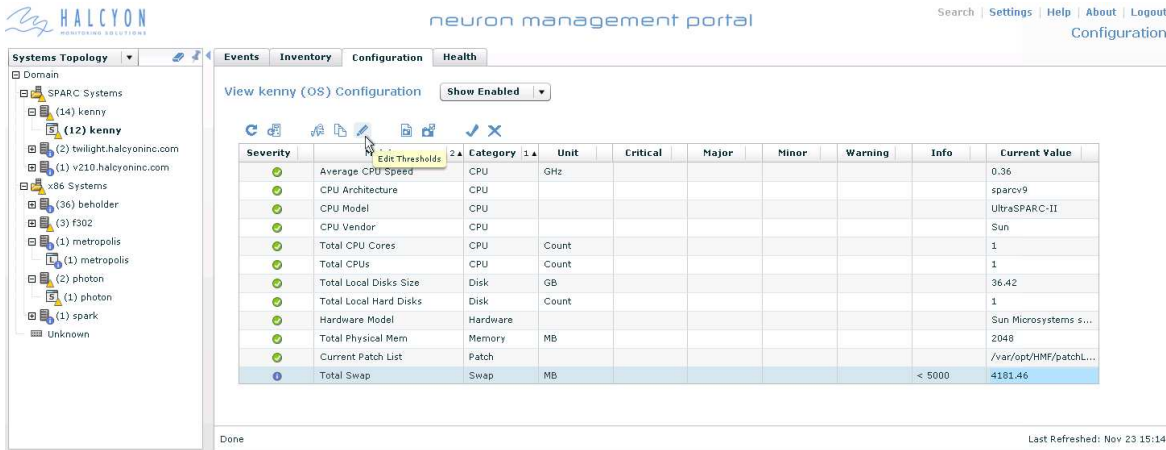 HALCYON
MONITORING SOLUTIONS
neuron management portal
Search | Settings | Help | About | Logout
Configuration
Systems Topology
Domain
SPARC Systems
(14) kenny
(12) kenny
(2) twilight.halcyoninc.com
(1) v210.halcyoninc.com
x86 Systems
(36) beholder
(3) f302
(1) metropolis
(1) metropolis
(2) photon
(1) photon
(1) spark
Unknown
Events Inventory Configuration Health
View kenny (OS) Configuration Show Enabled
Edit Thresholds
Severity 2 Category 1 Unit Critical Major Minor Warning Info Current Value
Average CPU Speed CPU GHz 0.36
CPU Architecture CPU sparcv9
CPU Model CPU UltraSPARC-II
CPU Vendor CPU Sun
Total CPU Cores CPU Count 1
Total CPUs CPU Count 1
Total Local Disks Size Disk GB 36.42
Total Local Hard Disks Disk Count 1
Hardware Model Hardware Sun Microsystems s...
Total Physical Mem Memory MB 2048
Current Patch List Patch /var/opt/HMF/patchL...
Total Swap Swap MB < 5000 4181.46
Done
Last Refreshed: Nov 23 15:14